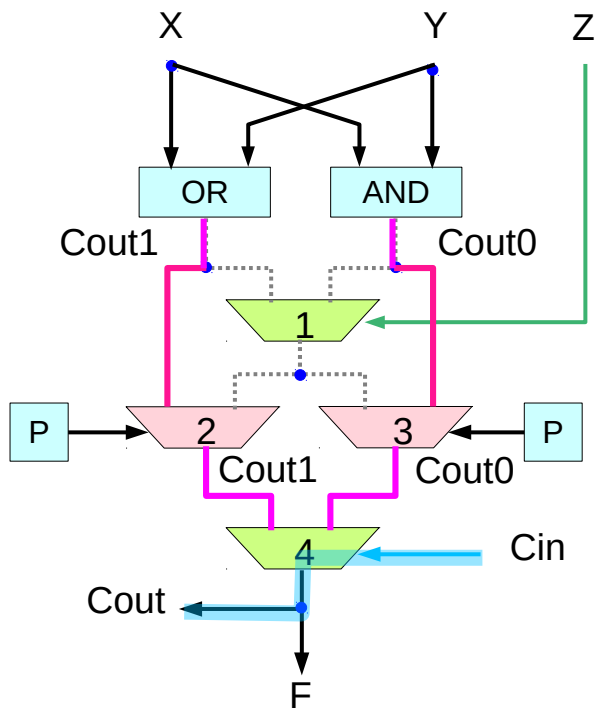 X Y Z
OR AND
Cout1 Cout0
1
P 2 3 P
Cout1 Cout0
4 Cin
Cout
F